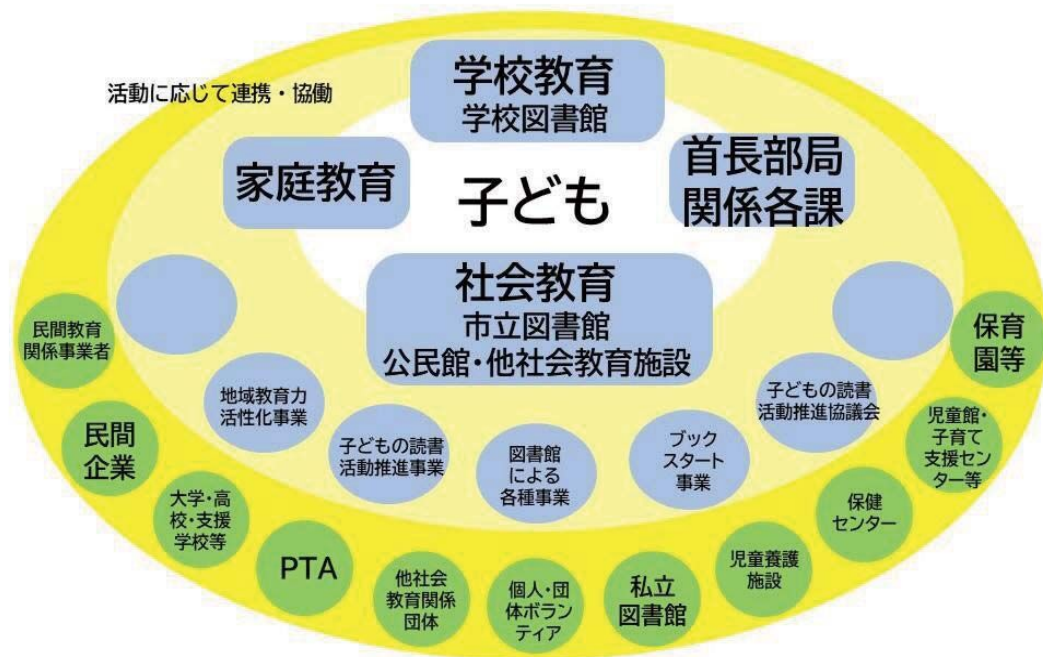 活動に応じて連携・協働
学校教育
学校図書館
家庭教育
首長部局
関係各課
子ども
社会教育
市立図書館
公民館・他社会教育施設
地域教育力
活性化事業
子どもの読書
活動推進事業
図書館
による
各種事業
ブック
スタート
事業
子どもの読書
活動推進協議会
民間教育
関係事業者
民間
企業
大学・高
校・支援
学校等
PTA
他社会
教育関係
団体
個人・団
体ボラン
ティア
私立
図書館
児童養護
施設
保健
センター
児童館・
子育て
支援セン
ター等
保育
園等